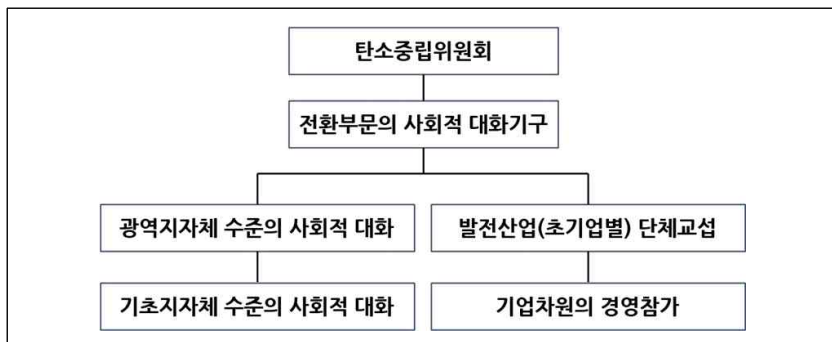 탄소중립위원회
전환부문의 사회적 대화기구
광역지자체 수준의 사회적 대화
발전산업(초기업별) 단체교섭
기초지자체 수준의 사회적 대화
기업차원의 경영참가